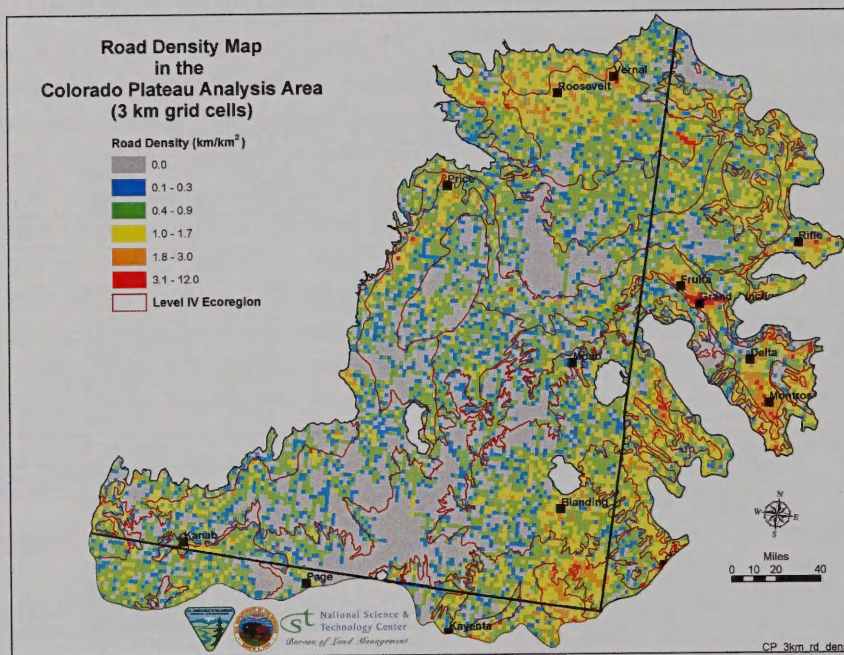 Road Density Map
in the
Colorado Plateau Analysis Area
(3 km grid cells)
Road Density (km/km²)
0.0
0.1 - 0.3
0.4 - 0.9
1.0 - 1.7
1.8 - 3.0
3.1 - 12.0
Level IV Ecoregion
Vernal
Roosevelt
Price
Rifle
Fruita
Grand
Delta
Moab
Montros
Blanding
Kanab
Page
Kayenta
N
W E
S
Miles
0 10 20 40
National Science &
Technology Center
Bureau of Land Management
CP_3km_rd_dens